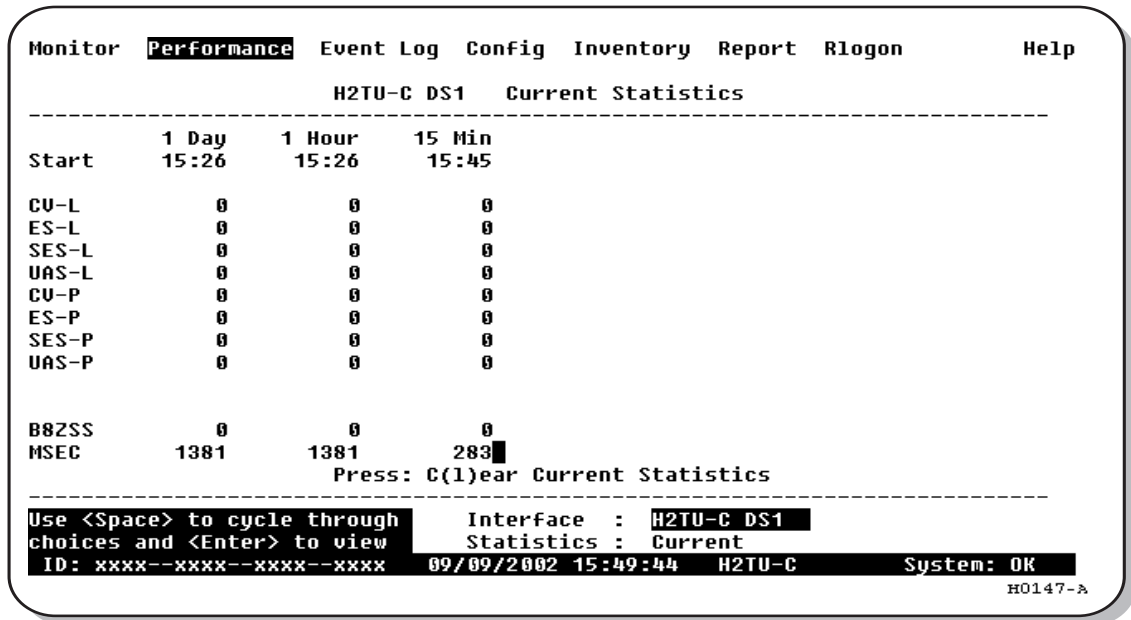 Monitor Performance Event Log Config Inventory Report Rlogon Help
H2TU-C DS1 Current Statistics
1 Day 1 Hour 15 Min
Start 15:26 15:26 15:45
CV-L 0 0 0
ES-L 0 0 0
SES-L 0 0 0
UAS-L 0 0 0
CV-P 0 0 0
ES-P 0 0 0
SES-P 0 0 0
UAS-P 0 0 0
B8ZSS 0 0 0
MSEC 1381 1381 283
Press: C(l)ear Current Statistics
Use <Space> to cycle through Interface : H2TU-C DS1
choices and <Enter> to view Statistics : Current
ID: xxxx--xxxx--xxxx--xxxx 09/09/2002 15:49:44 H2TU-C System: OK
H0147-A